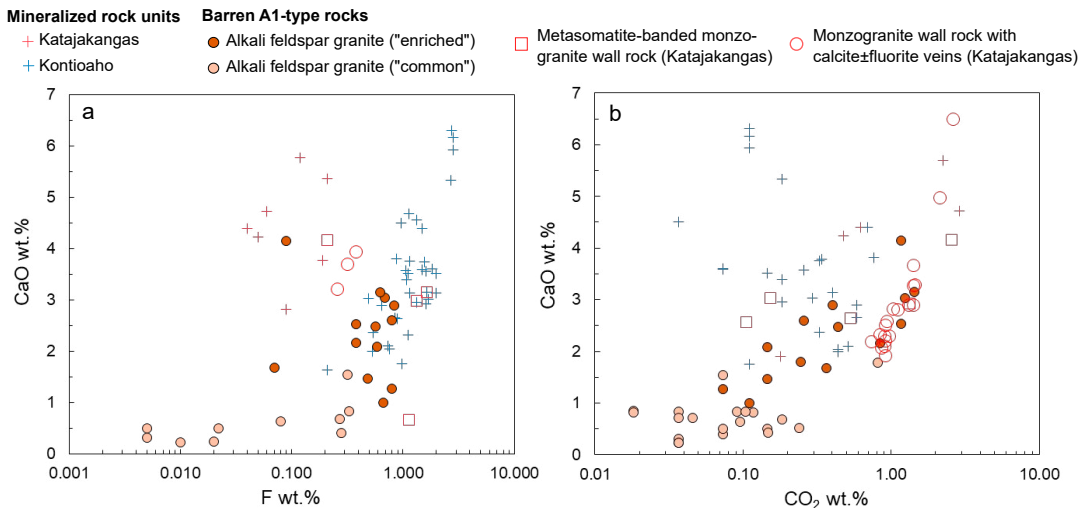 Mineralized rock units
Katajakangas
Kontioaho
Barren A1-type rocks
Alkali feldspar granite ("enriched")
Alkali feldspar granite ("common")
Metasomatite-banded monzo-
granite wall rock (Katajakangas)
Monzogranite wall rock with
calcite±fluorite veins (Katajakangas)
a
CaO wt.%
7
6
5
4
3
2
1
0
0.001
0.010
0.100
1.000
10.000
F wt.%
b
CaO wt.%
7
6
5
4
3
2
1
0
0.01
0.10
1.00
10.00
CO₂ wt.%